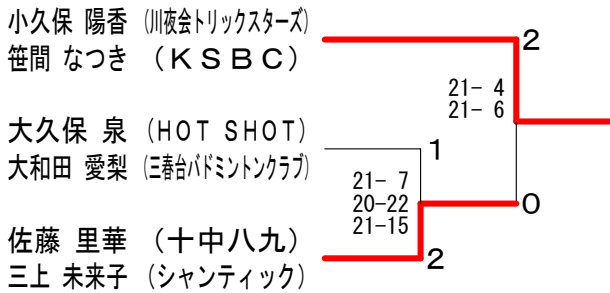 小久保 陽香 (川夜会トリックスターズ)
笹間 なつき (KSBC)
2
21- 4
21- 6
大久保 泉 (HOT SHOT)
大和田 愛梨 (三春台バドミントンクラブ)
1
21- 7
20-22
21-15
0
佐藤 里華 (十中八九)
三上 未来子 (シャンティック)
2